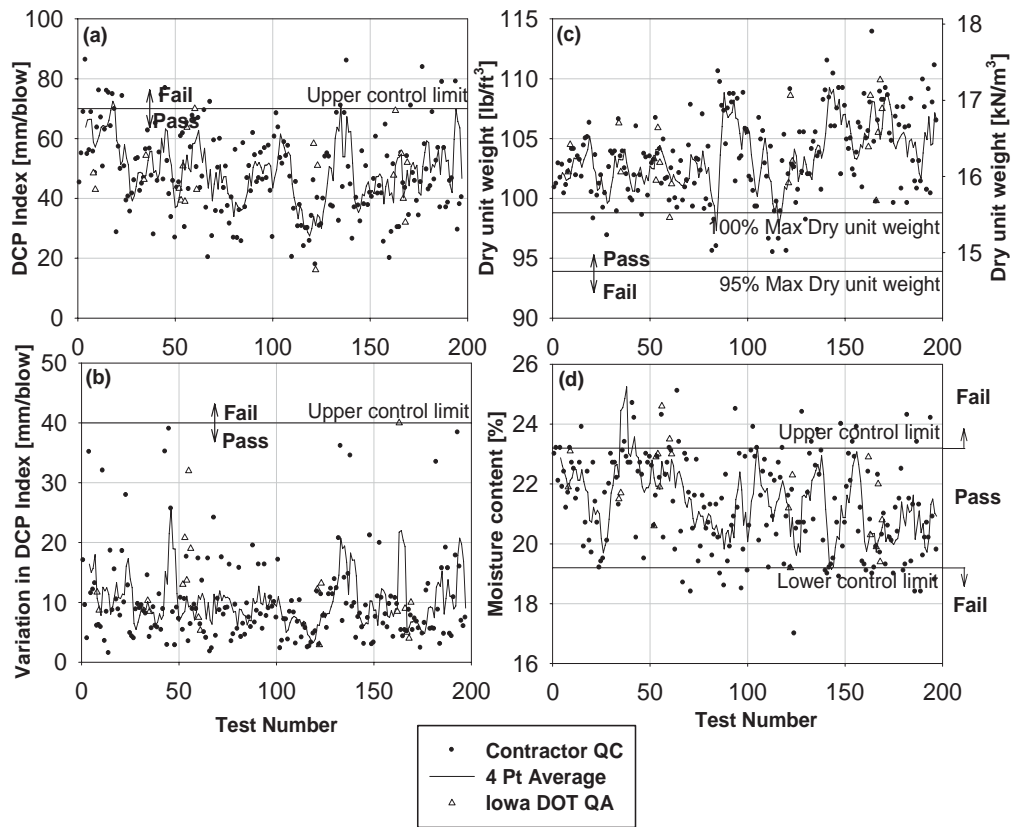 (a)
DCP Index [mm/blow]
100
80
60
40
20
0
Fail
Pass
Upper control limit
0 50 100 150 200
(c)
Dry unit weight [lb/ft³]
115
110
105
100
95
90
18
17
16
15
Dry unit weight [kN/m³]
100% Max Dry unit weight
Pass
Fail
95% Max Dry unit weight
0 50 100 150 200
(b)
Variation in DCP Index [mm/blow]
50
40
30
20
10
0
Fail
Pass
Upper control limit
0 50 100 150 200
Test Number
(d)
Moisture content [%]
26
24
22
20
18
16
Upper control limit
Lower control limit
Fail
Pass
Fail
0 50 100 150 200
Test Number
Contractor QC
4 Pt Average
Iowa DOT QA